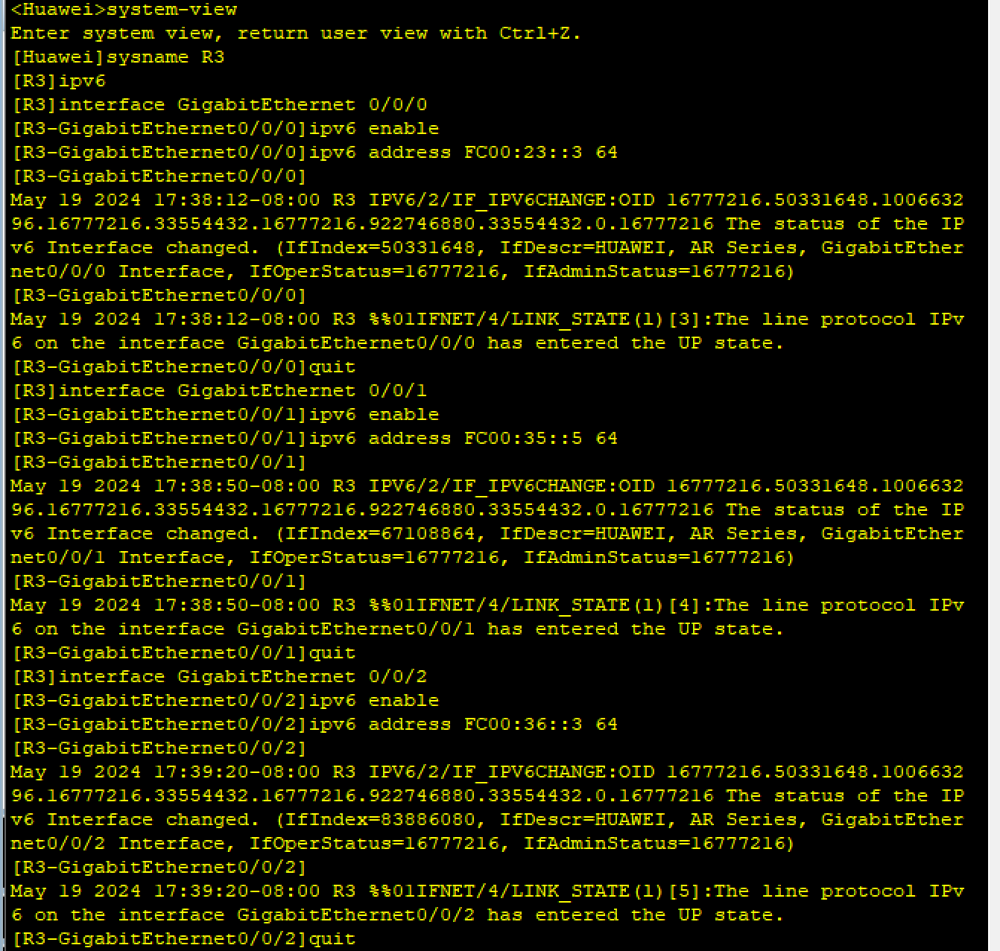 <Huawei>system-view
Enter system view, return user view with Ctrl+Z.
[Huawei]sysname R3
[R3]ipv6
[R3]interface GigabitEthernet 0/0/0
[R3-GigabitEthernet0/0/0]ipv6 enable
[R3-GigabitEthernet0/0/0]ipv6 address FC00:23::3 64
[R3-GigabitEthernet0/0/0]
May 19 2024 17:38:12-08:00 R3 IPV6/2/IF_IPV6CHANGE:OID 16777216.50331648.1006632
96.16777216.33554432.16777216.922746880.33554432.0.16777216 The status of the IP
v6 Interface changed. (IfIndex=50331648, IfDescr=HUAWEI, AR Series, GigabitEther
net0/0/0 Interface, IfOperStatus=16777216, IfAdminStatus=16777216)
[R3-GigabitEthernet0/0/0]
May 19 2024 17:38:12-08:00 R3 %%01IFNET/4/LINK_STATE(l)[3]:The line protocol IPv
6 on the interface GigabitEthernet0/0/0 has entered the UP state.
[R3-GigabitEthernet0/0/0]quit
[R3]interface GigabitEthernet 0/0/1
[R3-GigabitEthernet0/0/1]ipv6 enable
[R3-GigabitEthernet0/0/1]ipv6 address FC00:35::5 64
[R3-GigabitEthernet0/0/1]
May 19 2024 17:38:50-08:00 R3 IPV6/2/IF_IPV6CHANGE:OID 16777216.50331648.1006632
96.16777216.33554432.16777216.922746880.33554432.0.16777216 The status of the IP
v6 Interface changed. (IfIndex=67108864, IfDescr=HUAWEI, AR Series, GigabitEther
net0/0/1 Interface, IfOperStatus=16777216, IfAdminStatus=16777216)
[R3-GigabitEthernet0/0/1]
May 19 2024 17:38:50-08:00 R3 %%01IFNET/4/LINK_STATE(l)[4]:The line protocol IPv
6 on the interface GigabitEthernet0/0/1 has entered the UP state.
[R3-GigabitEthernet0/0/1]quit
[R3]interface GigabitEthernet 0/0/2
[R3-GigabitEthernet0/0/2]ipv6 enable
[R3-GigabitEthernet0/0/2]ipv6 address FC00:36::3 64
[R3-GigabitEthernet0/0/2]
May 19 2024 17:39:20-08:00 R3 IPV6/2/IF_IPV6CHANGE:OID 16777216.50331648.1006632
96.16777216.33554432.16777216.922746880.33554432.0.16777216 The status of the IP
v6 Interface changed. (IfIndex=83886080, IfDescr=HUAWEI, AR Series, GigabitEther
net0/0/2 Interface, IfOperStatus=16777216, IfAdminStatus=16777216)
[R3-GigabitEthernet0/0/2]
May 19 2024 17:39:20-08:00 R3 %%01IFNET/4/LINK_STATE(l)[5]:The line protocol IPv
6 on the interface GigabitEthernet0/0/2 has entered the UP state.
[R3-GigabitEthernet0/0/2]quit